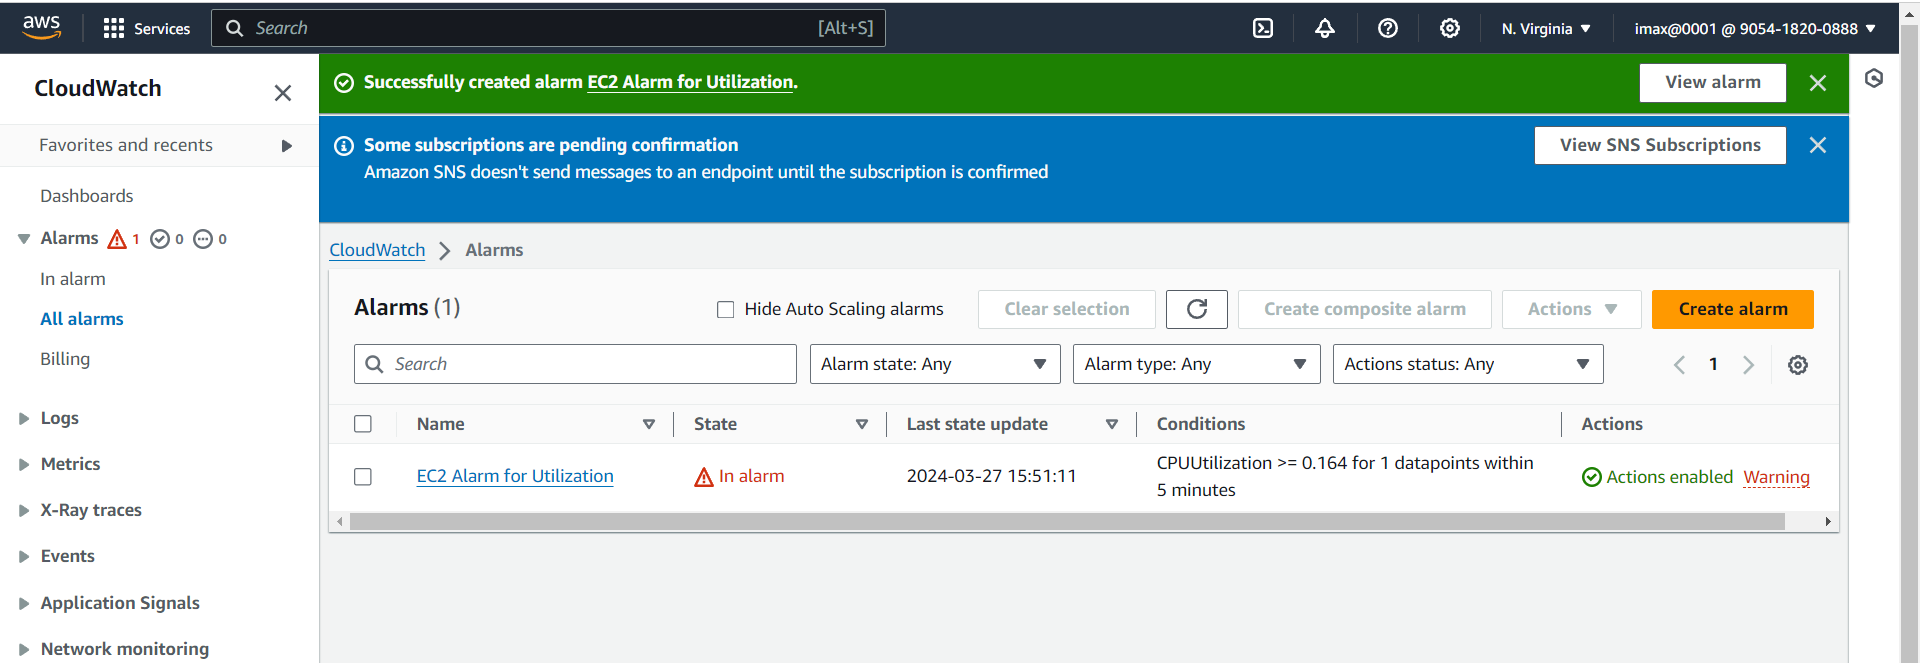 aws
Services
Search [Alt+S]
N. Virginia
imax@0001 @ 9054-1820-0888
CloudWatch
Favorites and recents
Dashboards
Alarms 1 0 0
In alarm
All alarms
Billing
Logs
Metrics
X-Ray traces
Events
Application Signals
Network monitoring
Successfully created alarm EC2 Alarm for Utilization.
View alarm
Some subscriptions are pending confirmation
Amazon SNS doesn't send messages to an endpoint until the subscription is confirmed
View SNS Subscriptions
CloudWatch Alarms
Alarms (1)
Hide Auto Scaling alarms
Clear selection
Create composite alarm
Actions
Create alarm
Search
Alarm state: Any
Alarm type: Any
Actions status: Any
1
Name State Last state update Conditions Actions
EC2 Alarm for Utilization
In alarm
2024-03-27 15:51:11
CPUUtilization >= 0.164 for 1 datapoints within
5 minutes
Actions enabled Warning